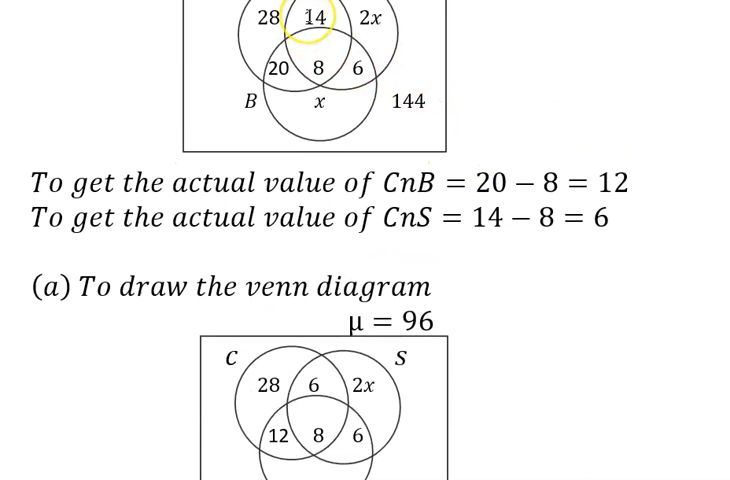 28 14 2x
20 8 6
B x 144
To get the actual value of CnB = 20 − 8 = 12
To get the actual value of CnS = 14 − 8 = 6
(a) To draw the venn diagram
μ = 96
C S
28 6 2x
12 8 6